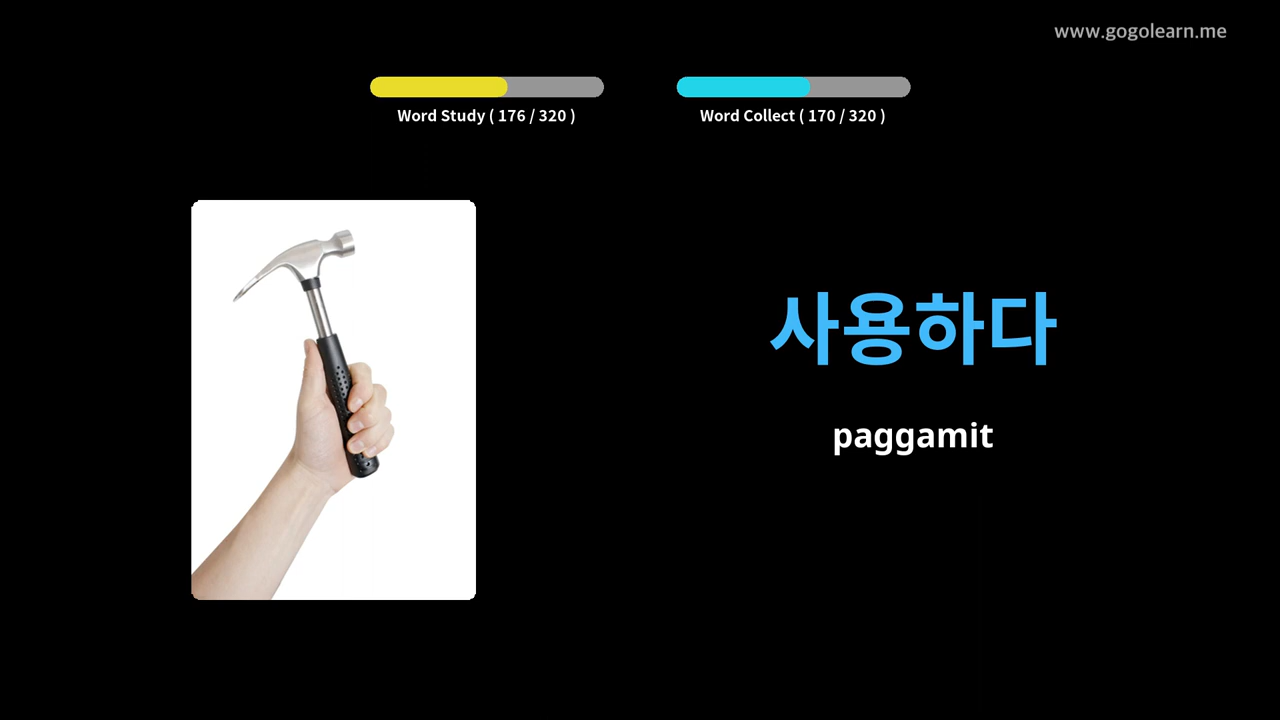 www.gogolearn.me
Word Study ( 176 / 320 )
Word Collect ( 170 / 320 )
사용하다
paggamit